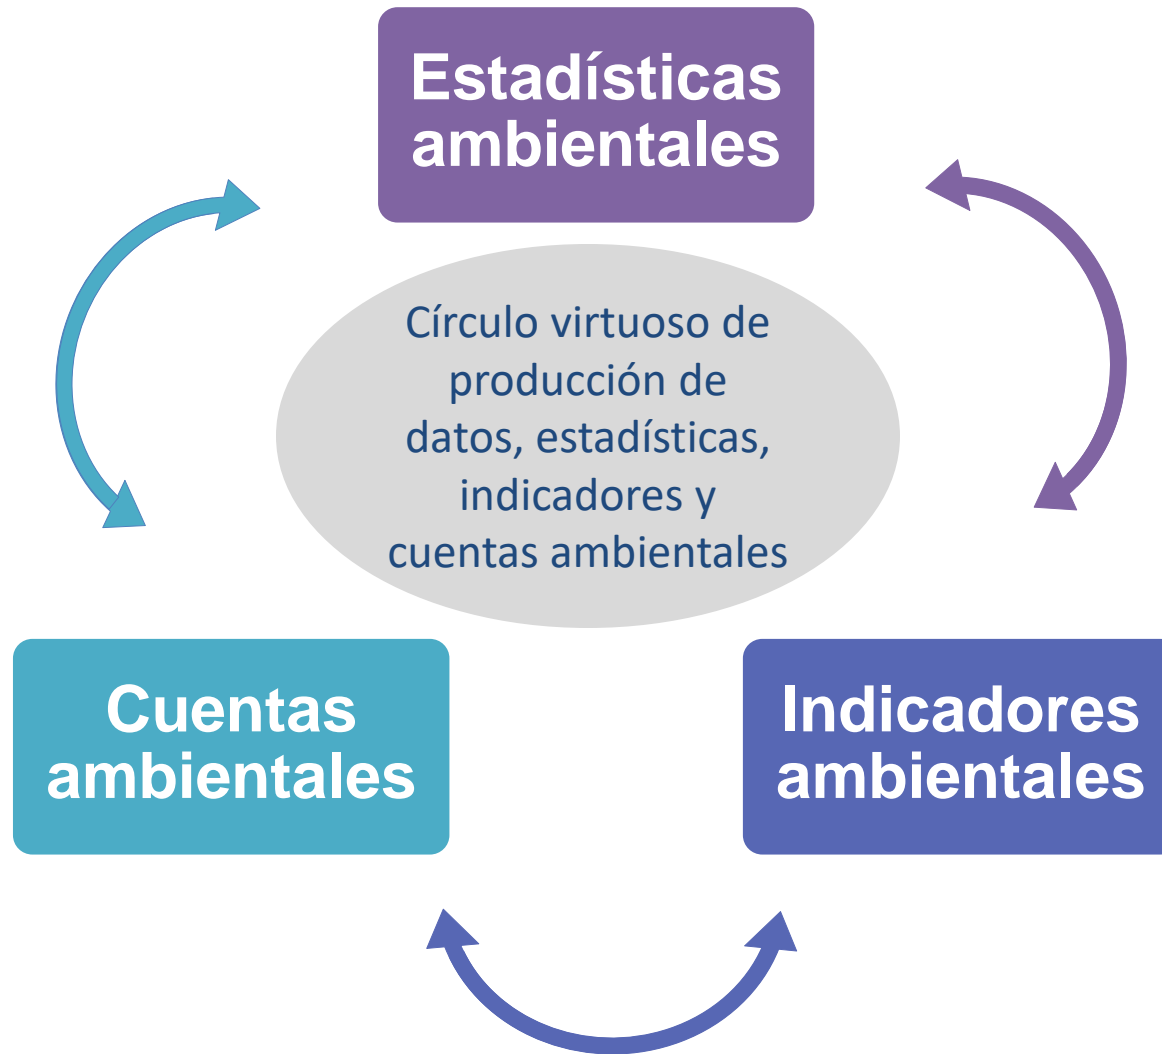 Estadísticas
ambientales
Círculo virtuoso de
producción de
datos, estadísticas,
indicadores y
cuentas ambientales
Cuentas
ambientales
Indicadores
ambientales